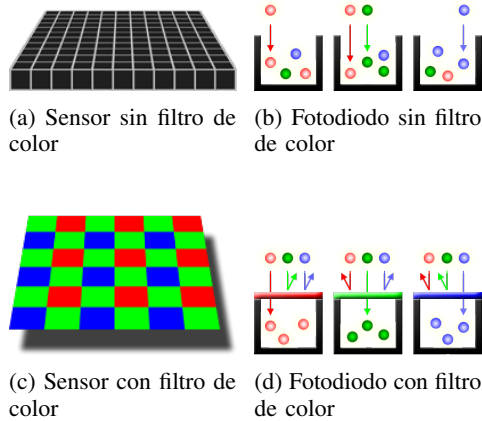 (a) Sensor sin filtro de
color
(b) Fotodiodo sin filtro
de color
(c) Sensor con filtro de
color
(d) Fotodiodo con filtro
de color